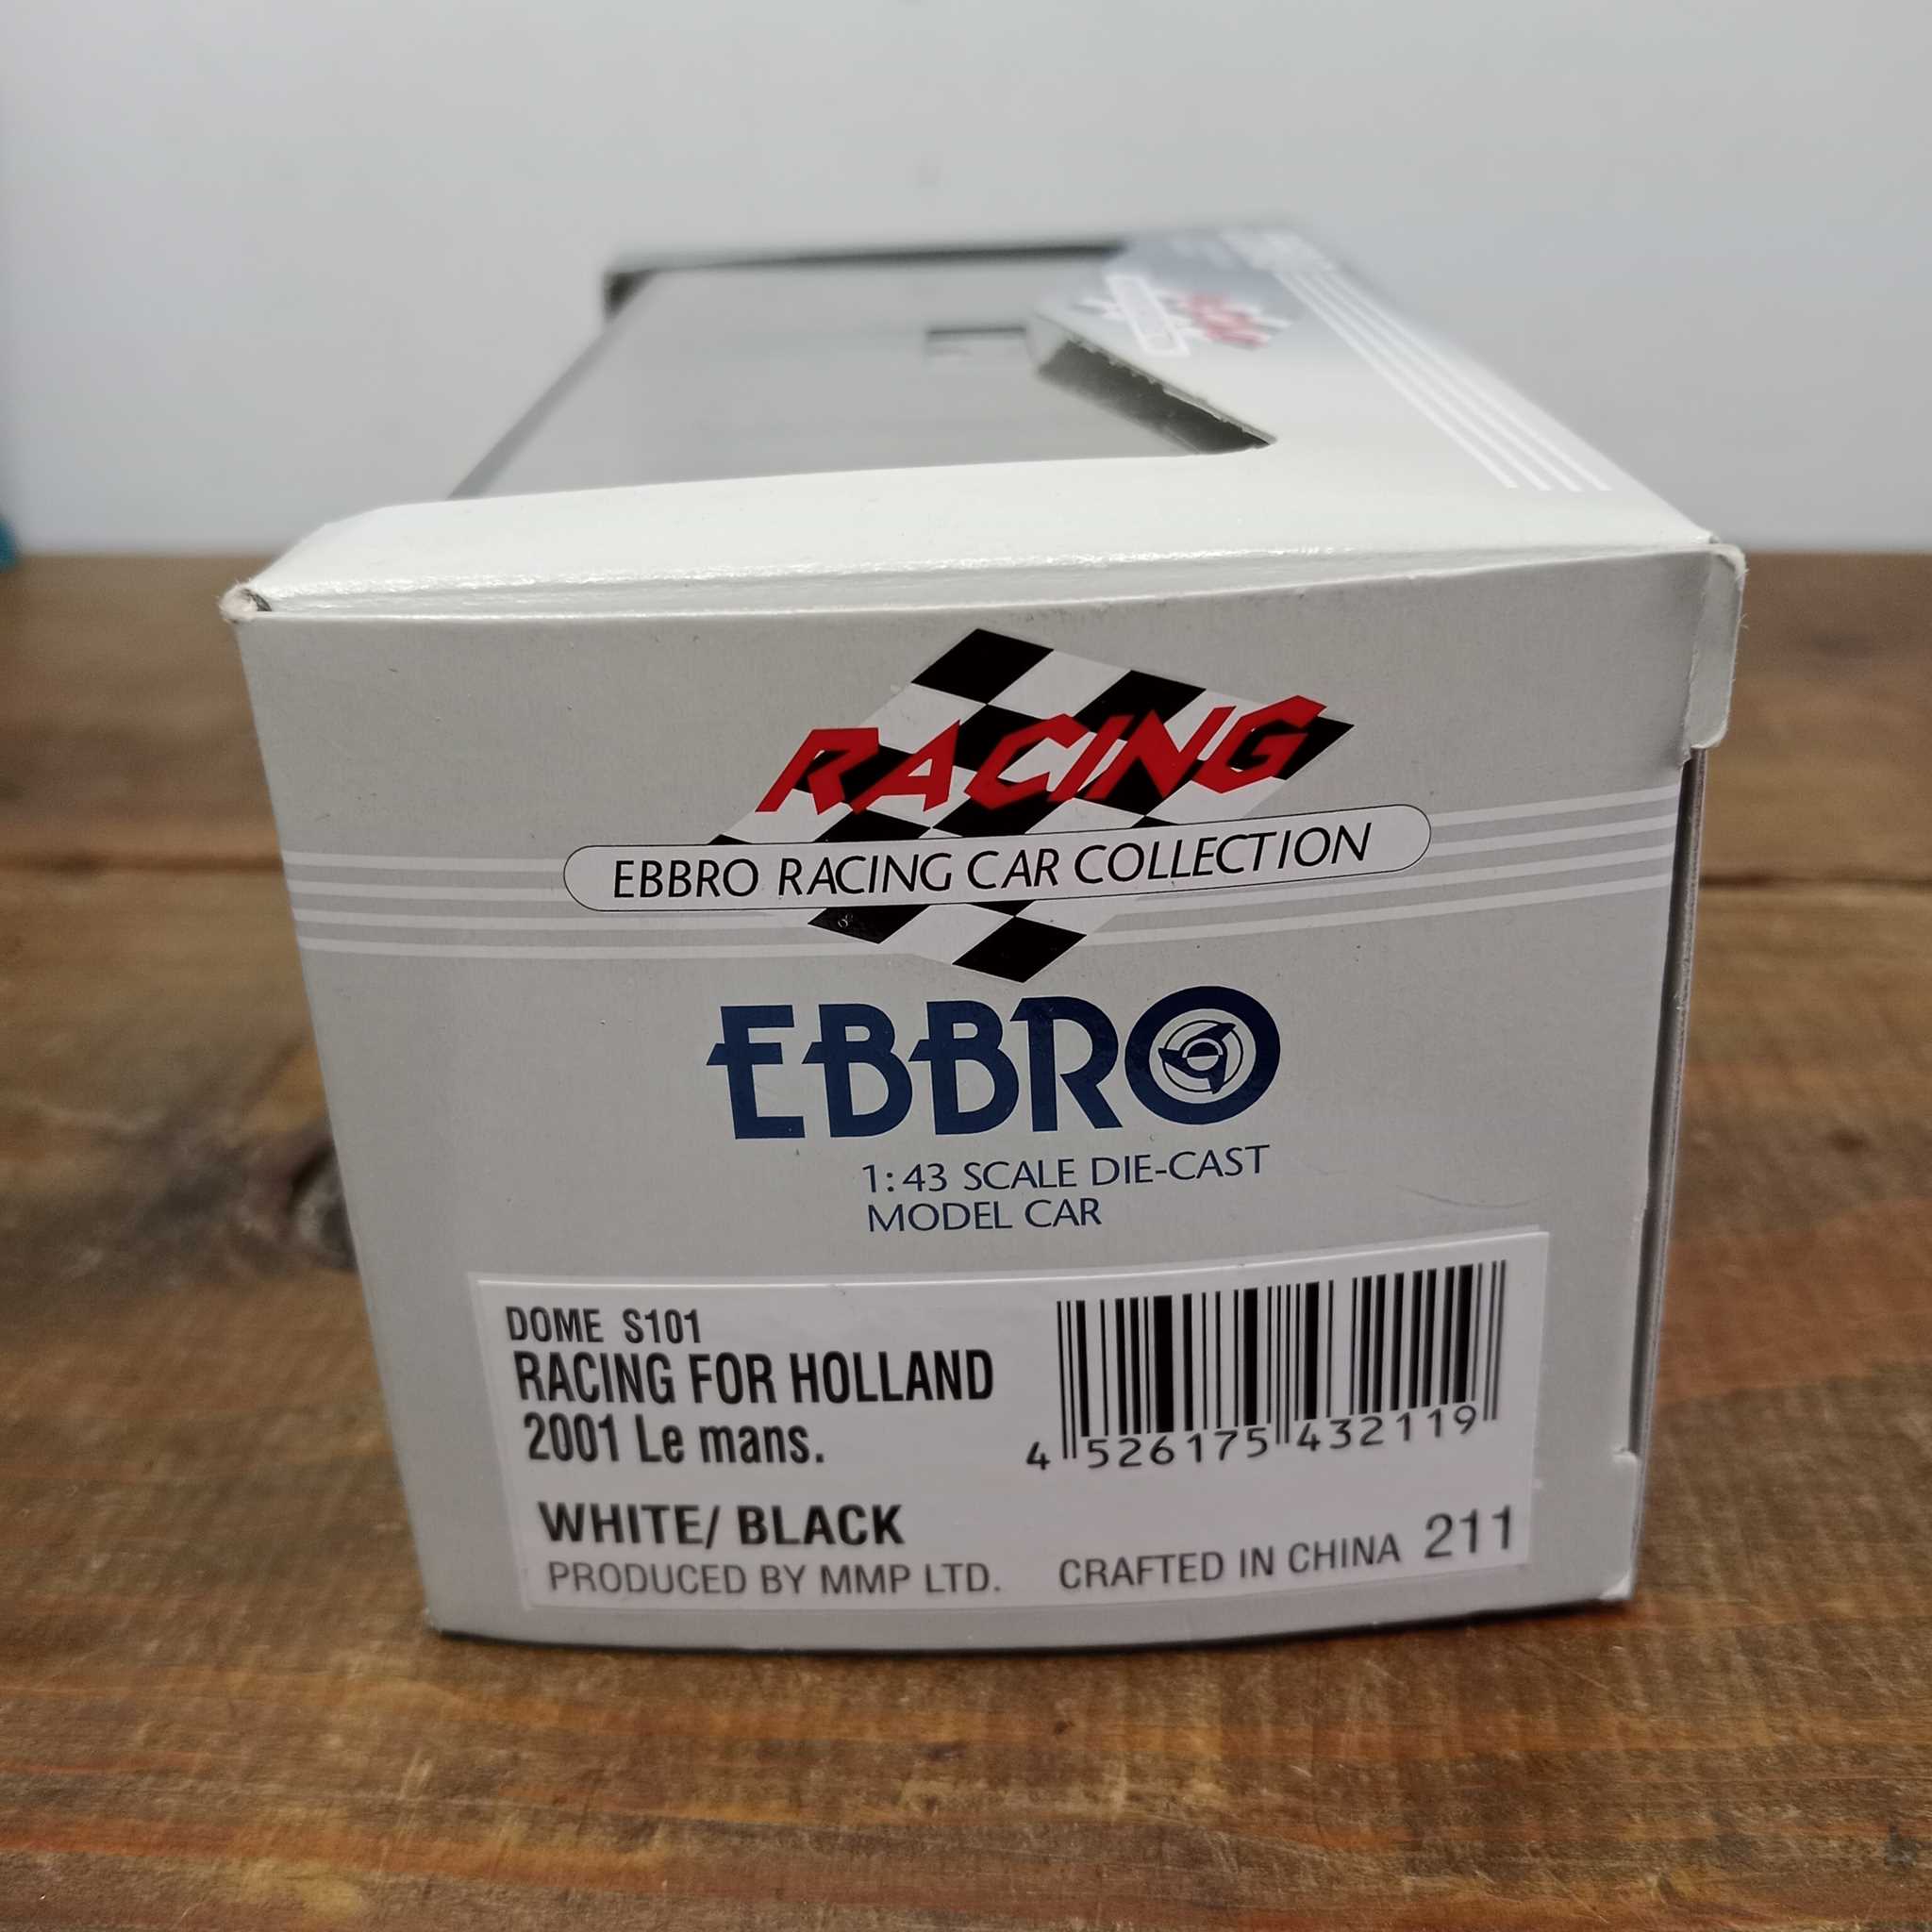 RACING
EBBRO RACING CAR COLLECTION
EBBRO
1:43 SCALE DIE-CAST
MODEL CAR
DOME S101
RACING FOR HOLLAND
2001 Le mans.
4 526175 432119
WHITE/ BLACK
PRODUCED BY MMP LTD. CRAFTED IN CHINA 211